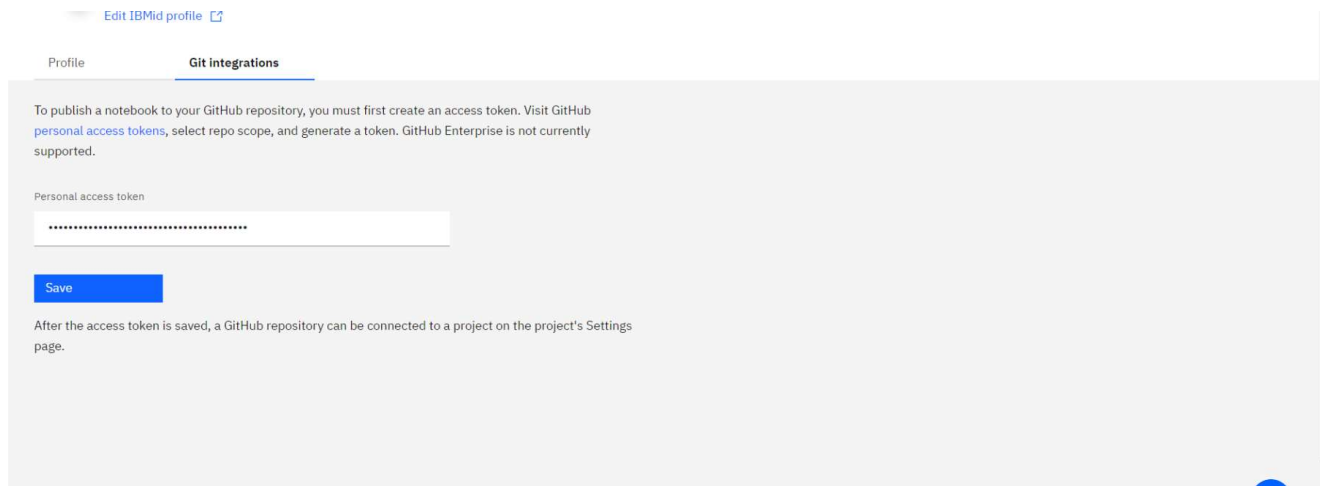 Edit IBMid profile
Profile
Git integrations
To publish a notebook to your GitHub repository, you must first create an access token. Visit GitHub
personal access tokens, select repo scope, and generate a token. GitHub Enterprise is not currently
supported.
Personal access token
••••••••••••••••••••••••••••••••••••••••
Save
After the access token is saved, a GitHub repository can be connected to a project on the project's Settings
page.